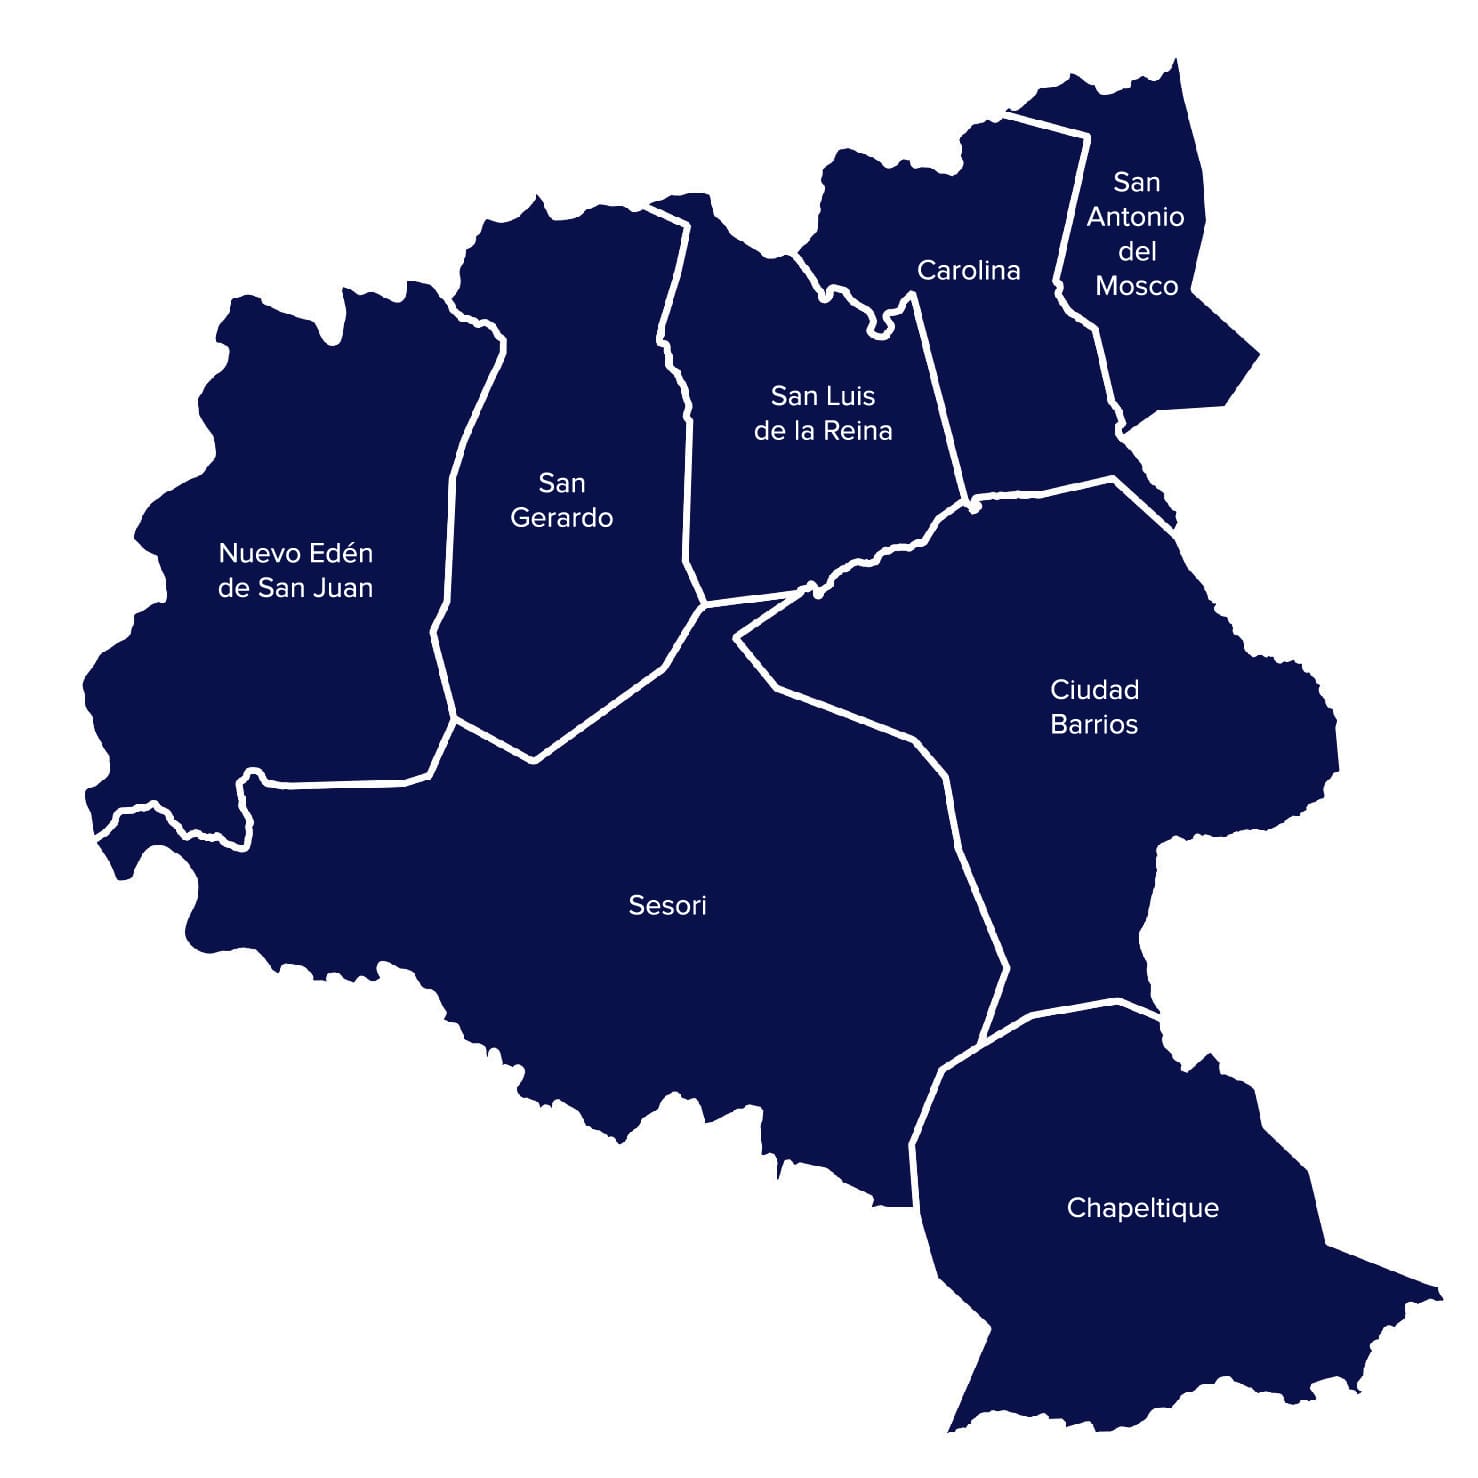 San
Antonio
del
Mosco
Carolina
San Luis
de la Reina
San
Gerardo
Nuevo Edén
de San Juan
Ciudad
Barrios
Sesori
Chapeltique